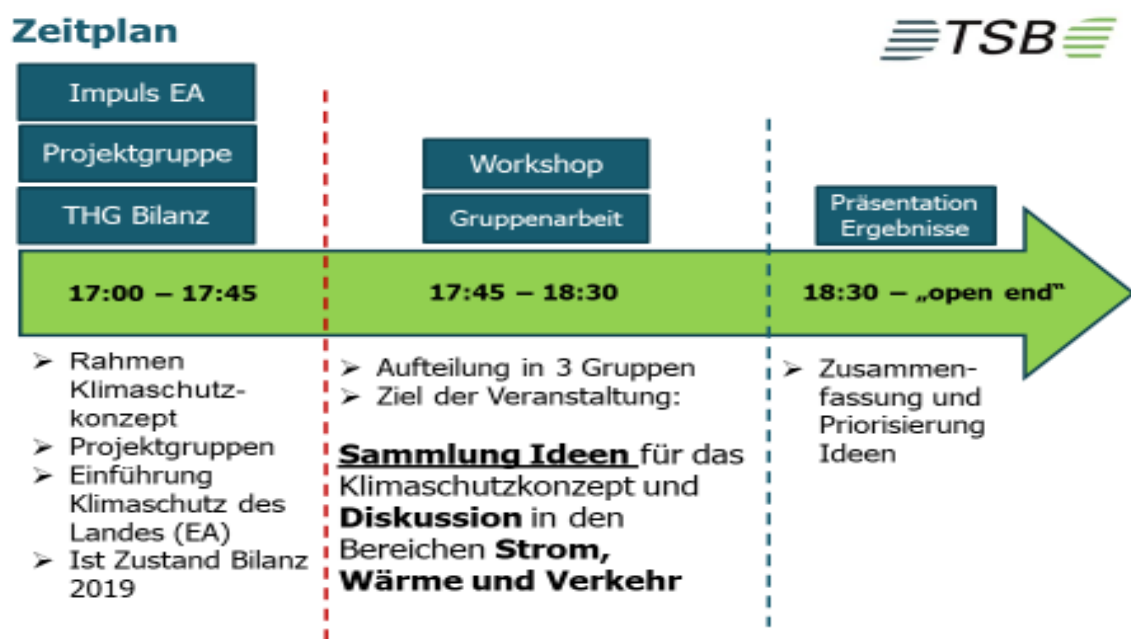 Zeitplan
TSB
Impuls EA
Projektgruppe
THG Bilanz
Workshop
Gruppenarbeit
Präsentation
Ergebnisse
17:00 – 17:45
17:45 – 18:30
18:30 – „open end“
➢ Rahmen
Klimaschutz-
konzept
➢ Projektgruppen
➢ Einführung
Klimaschutz des
Landes (EA)
➢ Ist Zustand Bilanz
2019
➢ Aufteilung in 3 Gruppen
➢ Ziel der Veranstaltung:
Sammlung Ideen für das
Klimaschutzkonzept und
Diskussion in den
Bereichen Strom,
Wärme und Verkehr
➢ Zusammen-
fassung und
Priorisierung
Ideen